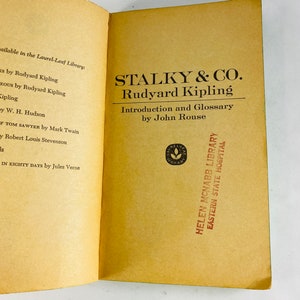 available in the Laurel-Leaf Library:
by Rudyard Kipling
by Rudyard Kipling
Kipling
by W. H. Hudson
OF TOM SAWYER by Mark Twain
by Robert Louis Stevenson
IN EIGHTY DAYS by Jules Verne
STALKY & CO.
Rudyard Kipling
Introduction and Glossary
by John Rouse
HELEN MCNABB LIBRARY
EASTERN STATE HOSPITAL